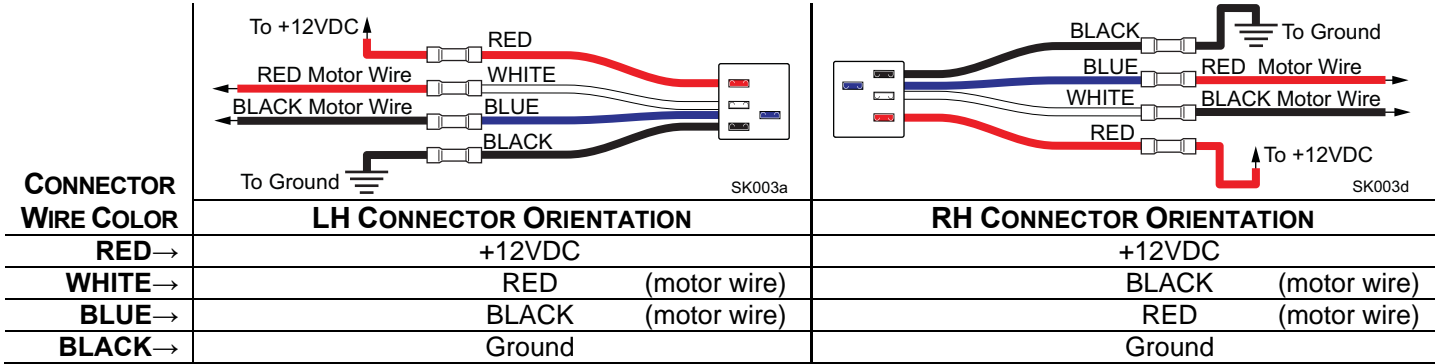 To +12VDC
RED
RED Motor Wire
WHITE
BLACK Motor Wire
BLUE
BLACK
To Ground
SK003a
BLACK
To Ground
BLUE
RED Motor Wire
WHITE
BLACK Motor Wire
RED
To +12VDC
SK003d
CONNECTOR
WIRE COLOR
LH CONNECTOR ORIENTATION
RH CONNECTOR ORIENTATION
RED→ +12VDC +12VDC
WHITE→ RED (motor wire) BLACK (motor wire)
BLUE→ BLACK (motor wire) RED (motor wire)
BLACK→ Ground Ground